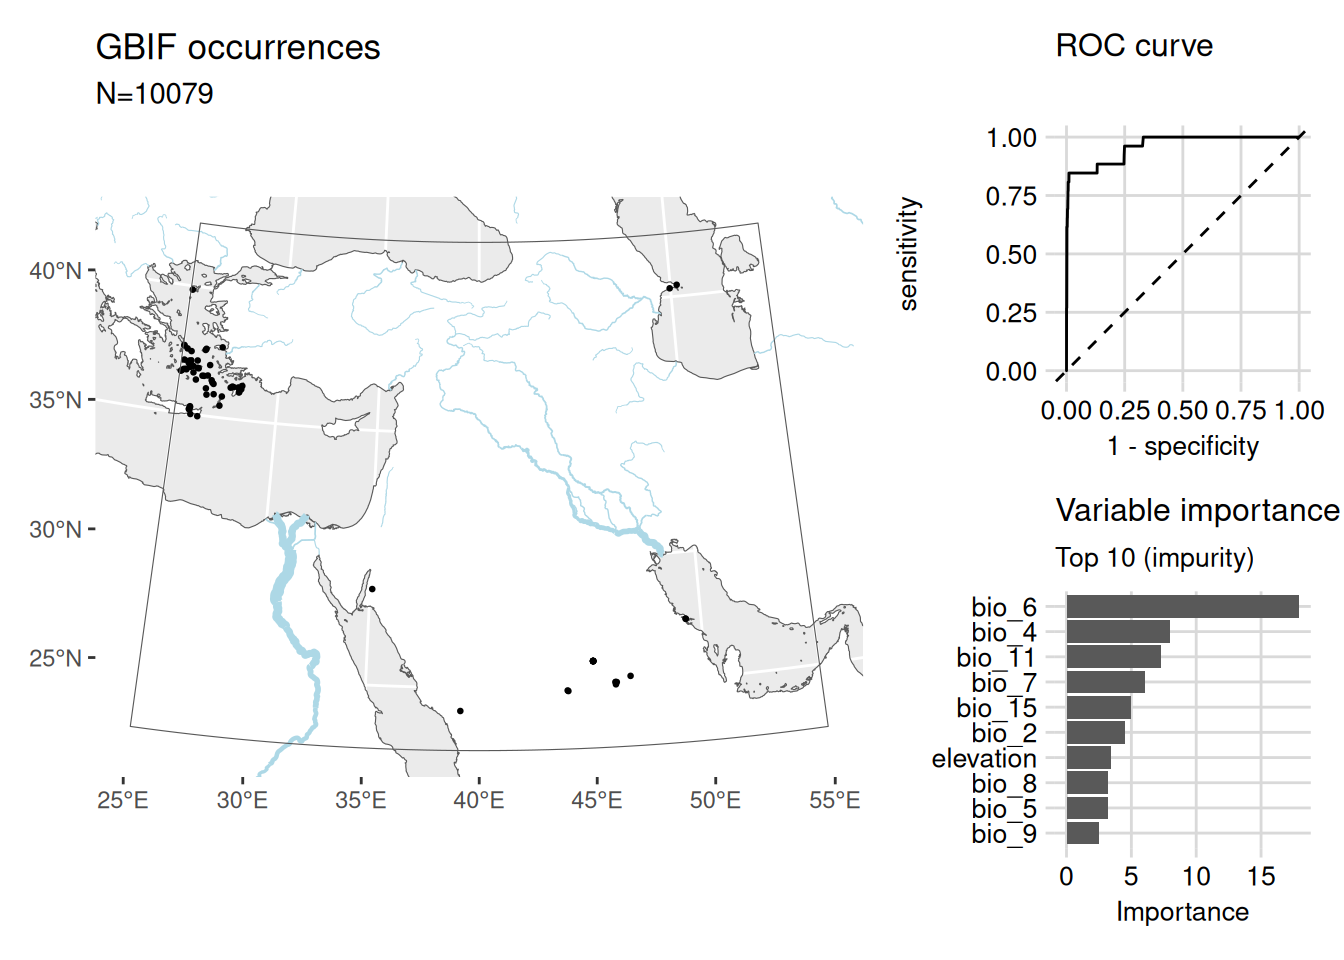 GBIF occurrences
N=10079
40°N
35°N
30°N
25°N
25°E 30°E 35°E 40°E 45°E 50°E 55°E
ROC curve
sensitivity
1.00
0.75
0.50
0.25
0.00
0.00 0.25 0.50 0.75 1.00
1 - specificity
Variable importance
Top 10 (impurity)
bio_6
bio_4
bio_11
bio_7
bio_15
bio_2
elevation
bio_8
bio_5
bio_9
0 5 10 15
Importance